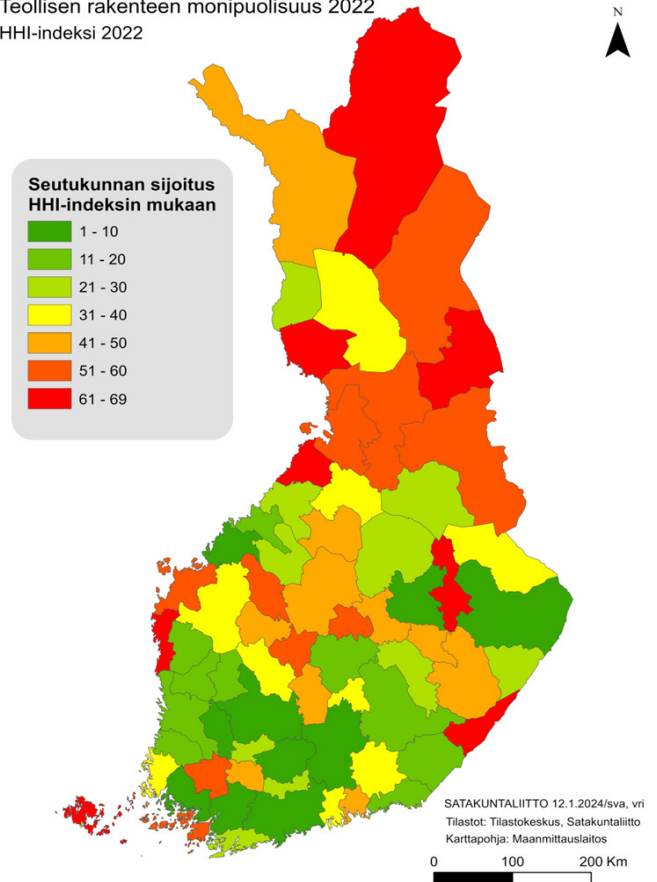 Teollisen rakenteen monipuolisuus 2022
HHI-indeksi 2022
N
Seutukunnan sijoitus
HHI-indeksin mukaan
1 - 10
11 - 20
21 - 30
31 - 40
41 - 50
51 - 60
61 - 69
SATAKUNTALIITTO 12.1.2024/sva, vri
Tilastot: Tilastokeskus, Satakuntaliitto
Karttapohja: Maanmittauslaitos
0 100 200 Km